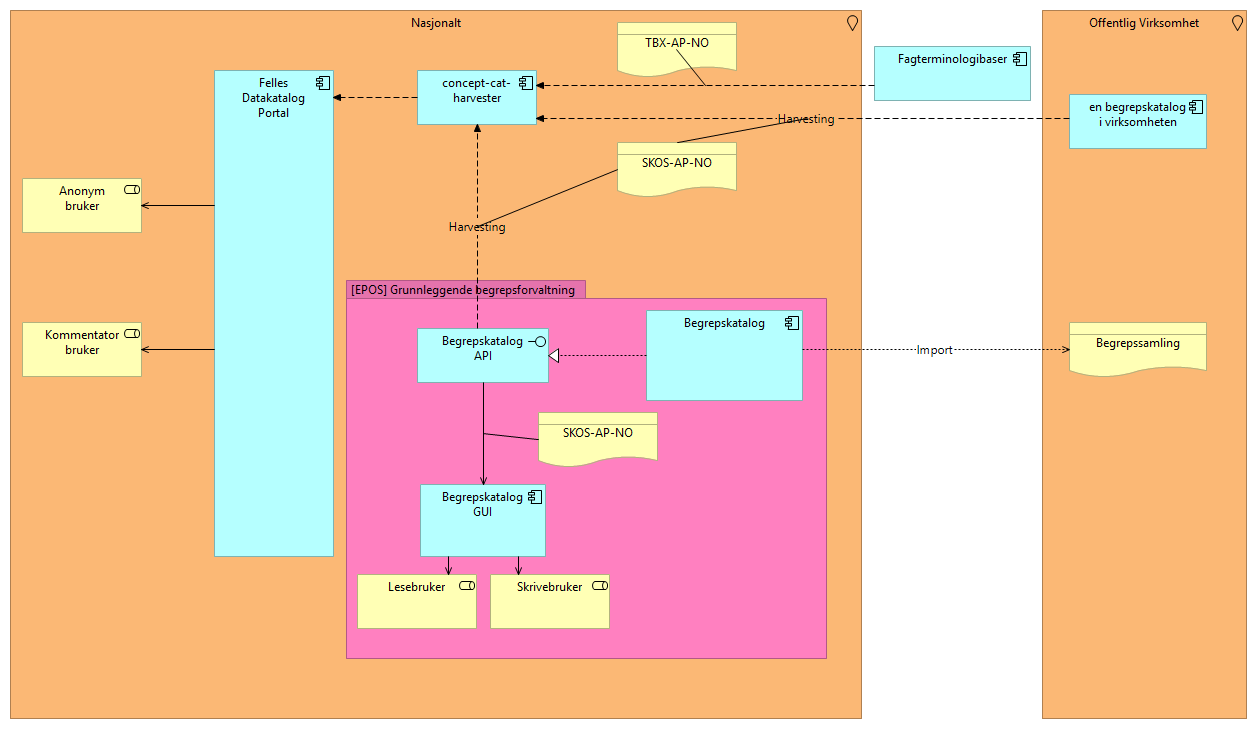 Nasjonalt
Offentlig Virksomhet
TBX-AP-NO
Fagterminologibaser
Felles
Datakatalog
Portal
concept-cat-
harvester
en begrepskatalog
i virksomheten
Harvesting
SKOS-AP-NO
Anonym
bruker
Harvesting
[EPOS] Grunnleggende begrepsforvaltning
Kommentator
bruker
Begrepskatalog
API
Begrepskatalog
Import
Begrepssamling
SKOS-AP-NO
Begrepskatalog
GUI
Lesebruker
Skrivebruker